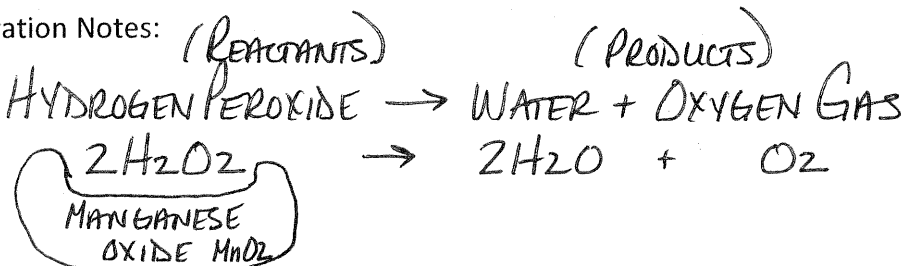 ation Notes:
(REACTANTS) (PRODUCTS)
HYDROGEN PEROXIDE → WATER + OXYGEN GAS
2H2O2 → 2H2O + O2
MANGANESE
OXIDE MnO2